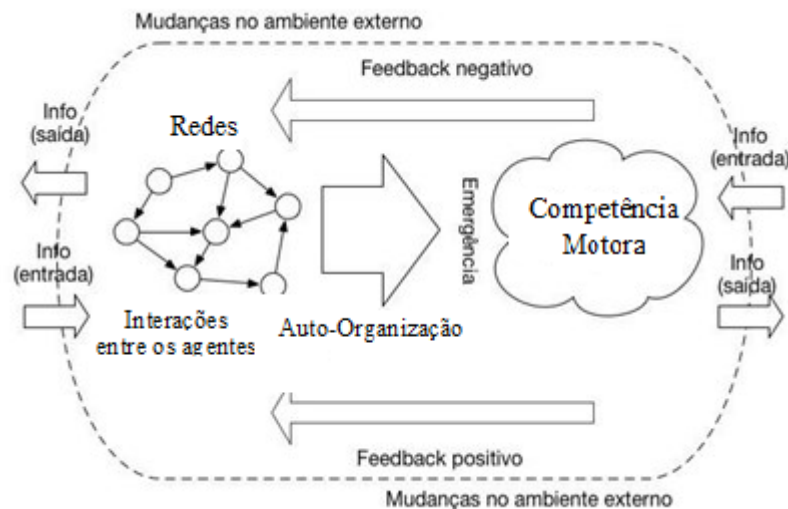 Mudanças no ambiente externo
Feedback negativo
Info
(saída)
Redes
Info
(entrada)
Emergência
Competência
Motora
Info
(entrada)
Info
(saída)
Interações
entre os agentes
Auto-Organização
Feedback positivo
Mudanças no ambiente externo